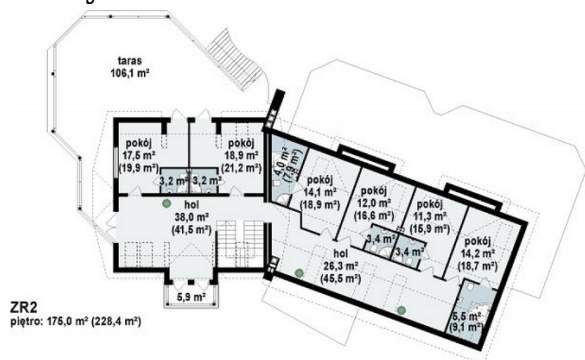 taras
106,1 m²
pokój
17,5 m²
(19,9 m²)
pokój
18,9 m²
(21,2 m²)
3,2 m²
3,2 m²
hol
38,0 m²
(41,5 m²)
5,9 m²
4,0 m²
(7,9 m²)
pokój
14,1 m²
(18,9 m²)
pokój
12,0 m²
(16,6 m²)
pokój
11,3 m²
(15,9 m²)
pokój
14,2 m²
(18,7 m²)
3,4 m²
3,4 m²
hol
26,3 m²
(45,5 m²)
5,5 m²
(9,1 m²)
ZR2
piętro: 175,0 m² (228,4 m²)